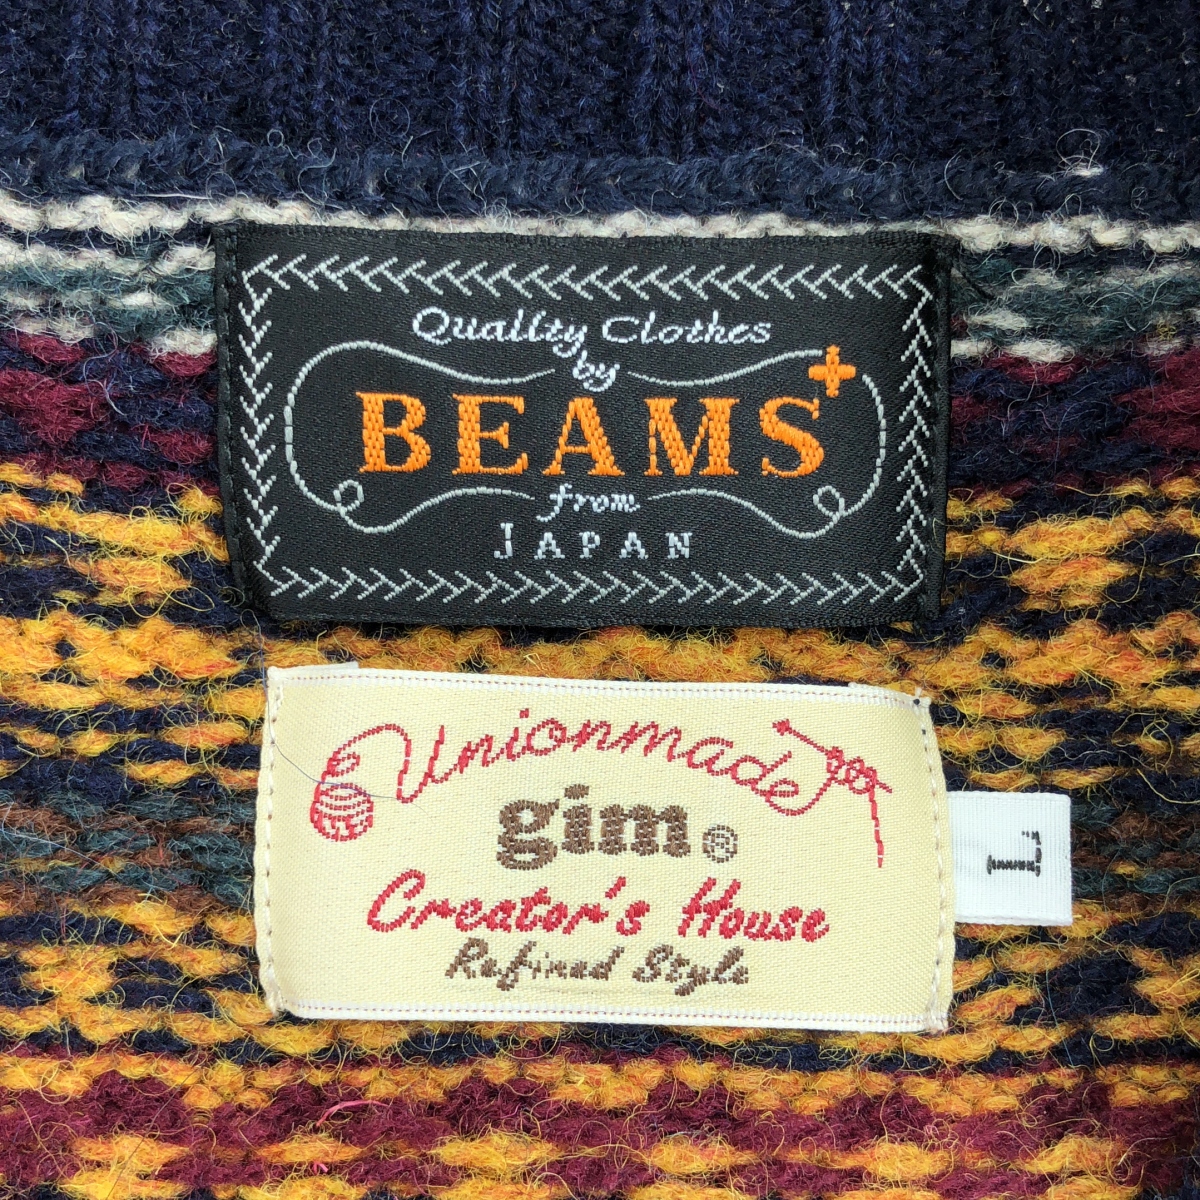 Quality Clothes
by
BEAMS+
from
JAPAN
Unionmade
gim®
Creator's House
Refined Style
L